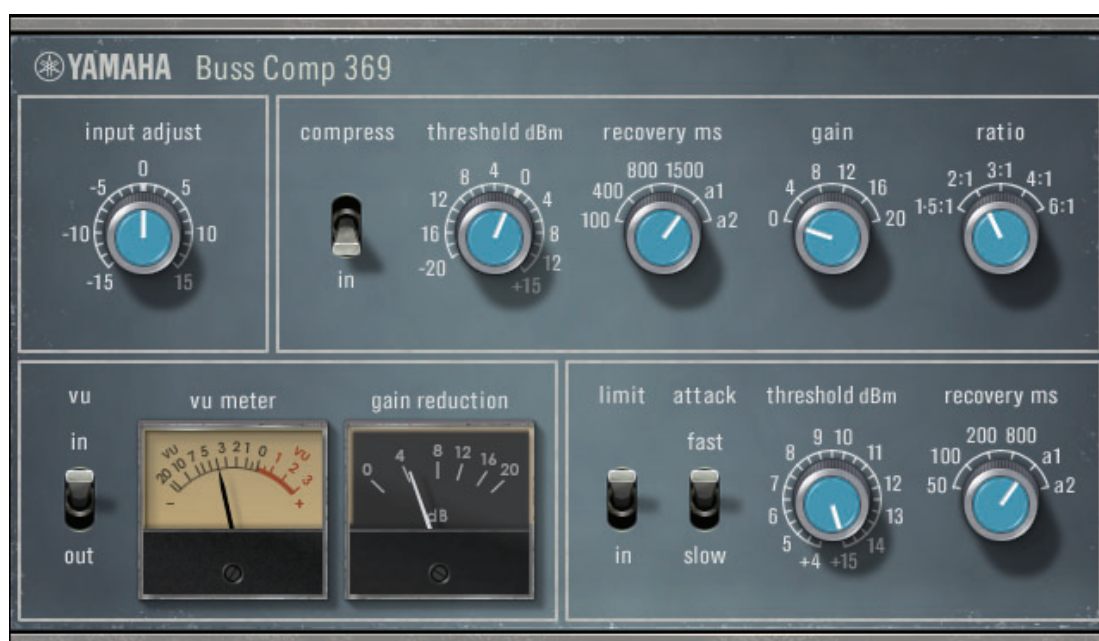 YAMAHA Buss Comp 369
input adjust
0
-5 5
-10 10
-15 15
compress
in
threshold dBm
4 0
8 4
12 8
16 12
-20 +15
recovery ms
800 1500
400 a1
100 a2
gain
8 12
4 16
0 20
ratio
3:1
2:1 4:1
1·5:1 6:1
vu
in
out
vu meter
VU 20 10 7 5 3 2 1 0 1 2 3 VU
- +
gain reduction
0 4 8 12 16 20
dB
limit
in
attack
fast
slow
threshold dBm
9 10
8 11
7 12
6 13
5 14
+4 +15
recovery ms
200 800
100 a1
50 a2